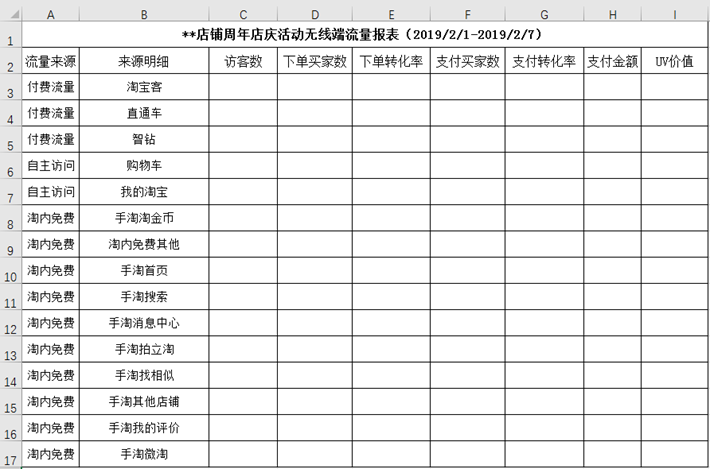 A B C D E F G H I
1 **店铺周年店庆活动无线端流量报表（2019/2/1-2019/2/7）
2 流量来源 来源明细 访客数 下单买家数 下单转化率 支付买家数 支付转化率 支付金额 UV价值
3 付费流量 淘宝客
4 付费流量 直通车
5 付费流量 智钻
6 自主访问 购物车
7 自主访问 我的淘宝
8 淘内免费 手淘淘金币
9 淘内免费 淘内免费其他
10 淘内免费 手淘首页
11 淘内免费 手淘搜索
12 淘内免费 手淘消息中心
13 淘内免费 手淘拍立淘
14 淘内免费 手淘找相似
15 淘内免费 手淘其他店铺
16 淘内免费 手淘我的评价
17 淘内免费 手淘微淘